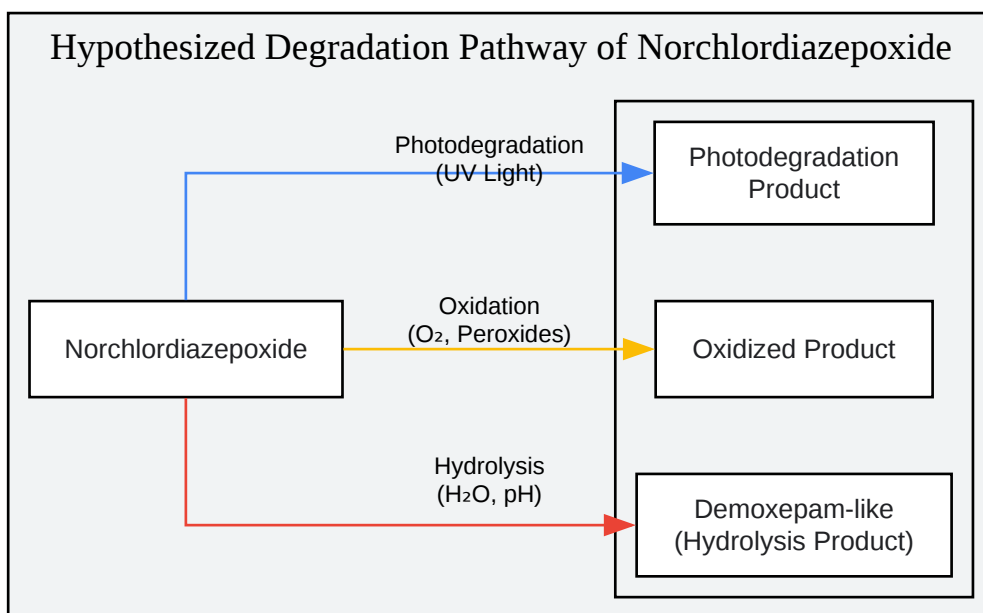 Hypothesized Degradation Pathway of Norchlordiazepoxide
Photodegradation
(UV Light)
Photodegradation
Product
Norchlordiazepoxide
Oxidation
(O₂, Peroxides)
Oxidized Product
Hydrolysis
(H₂O, pH)
Demoxepam-like
(Hydrolysis Product)